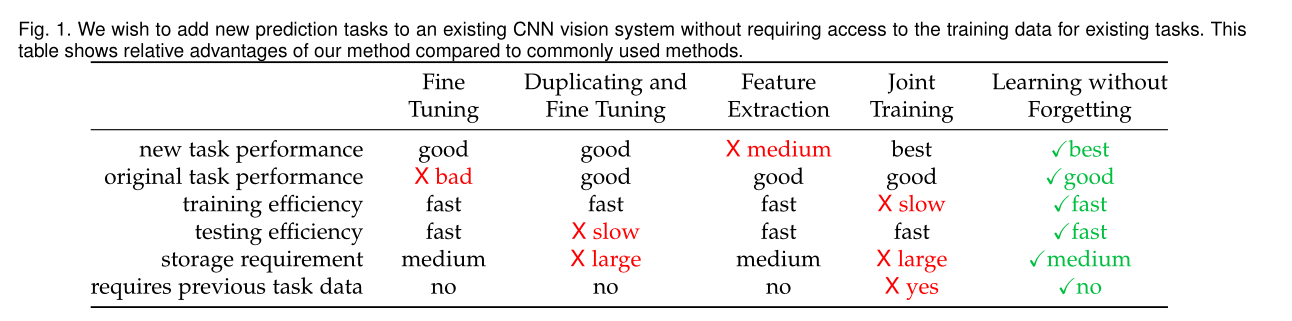 Fig. 1. We wish to add new prediction tasks to an existing CNN vision system without requiring access to the training data for existing tasks. This
table shows relative advantages of our method compared to commonly used methods.
Fine Duplicating and Feature Joint Learning without
Tuning Fine Tuning Extraction Training Forgetting
new task performance good good X medium best ✓best
original task performance X bad good good good ✓good
training efficiency fast fast fast X slow ✓fast
testing efficiency fast X slow fast fast ✓fast
storage requirement medium X large medium X large ✓medium
requires previous task data no no no X yes ✓no